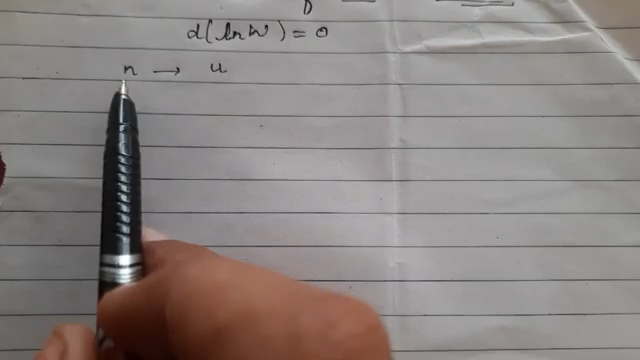 d(lnW) = 0
n → u